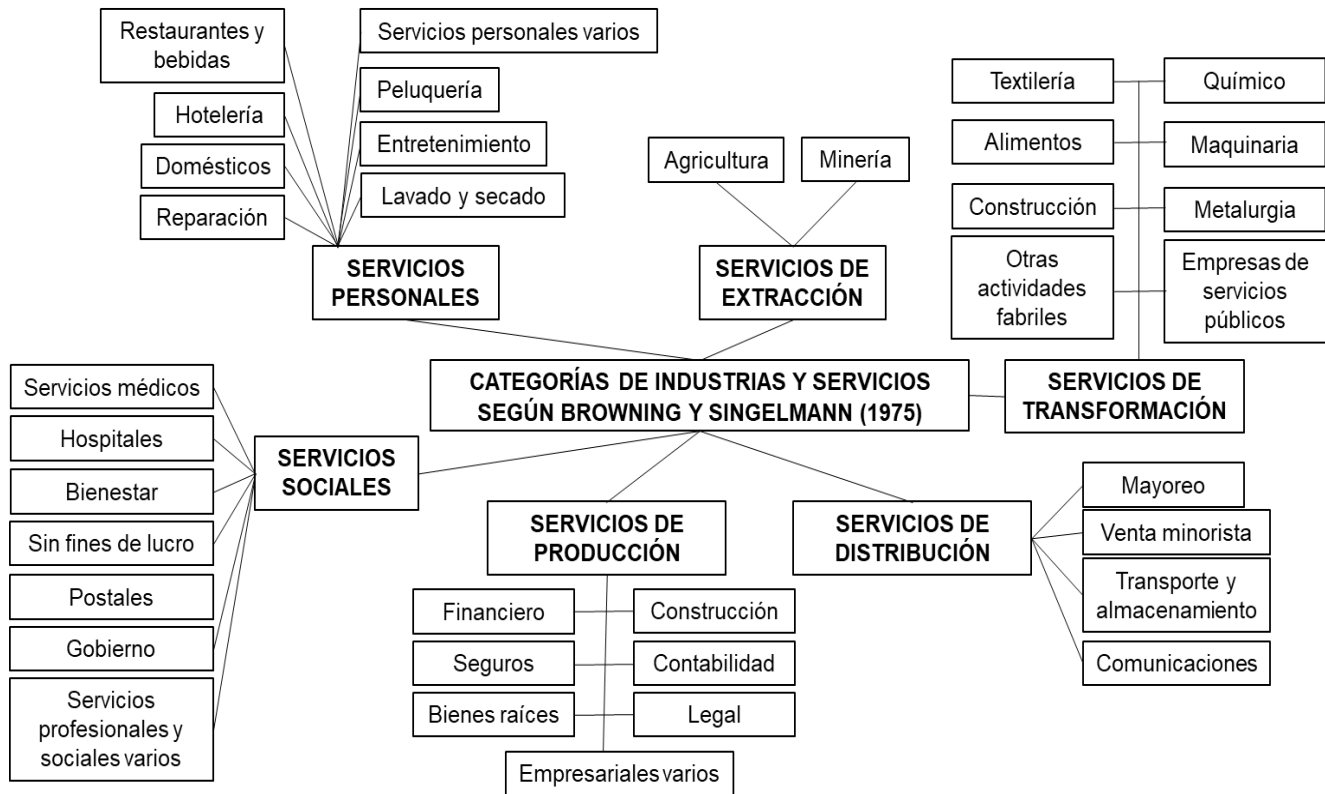 Restaurantes y
bebidas
Hotelería
Domésticos
Reparación
Servicios personales varios
Peluquería
Entretenimiento
Lavado y secado
SERVICIOS
PERSONALES
Agricultura
Minería
SERVICIOS DE
EXTRACCIÓN
Textilería
Químico
Alimentos
Maquinaria
Construcción
Metalurgia
Otras
actividades
fabriles
Empresas de
servicios
públicos
SERVICIOS DE
TRANSFORMACIÓN
CATEGORÍAS DE INDUSTRIAS Y SERVICIOS
SEGÚN BROWNING Y SINGELMANN (1975)
Servicios médicos
Hospitales
Bienestar
Sin fines de lucro
Postales
Gobierno
Servicios
profesionales y
sociales varios
SERVICIOS
SOCIALES
SERVICIOS DE
PRODUCCIÓN
Financiero
Construcción
Seguros
Contabilidad
Bienes raíces
Legal
Empresariales varios
SERVICIOS DE
DISTRIBUCIÓN
Mayoreo
Venta minorista
Transporte y
almacenamiento
Comunicaciones